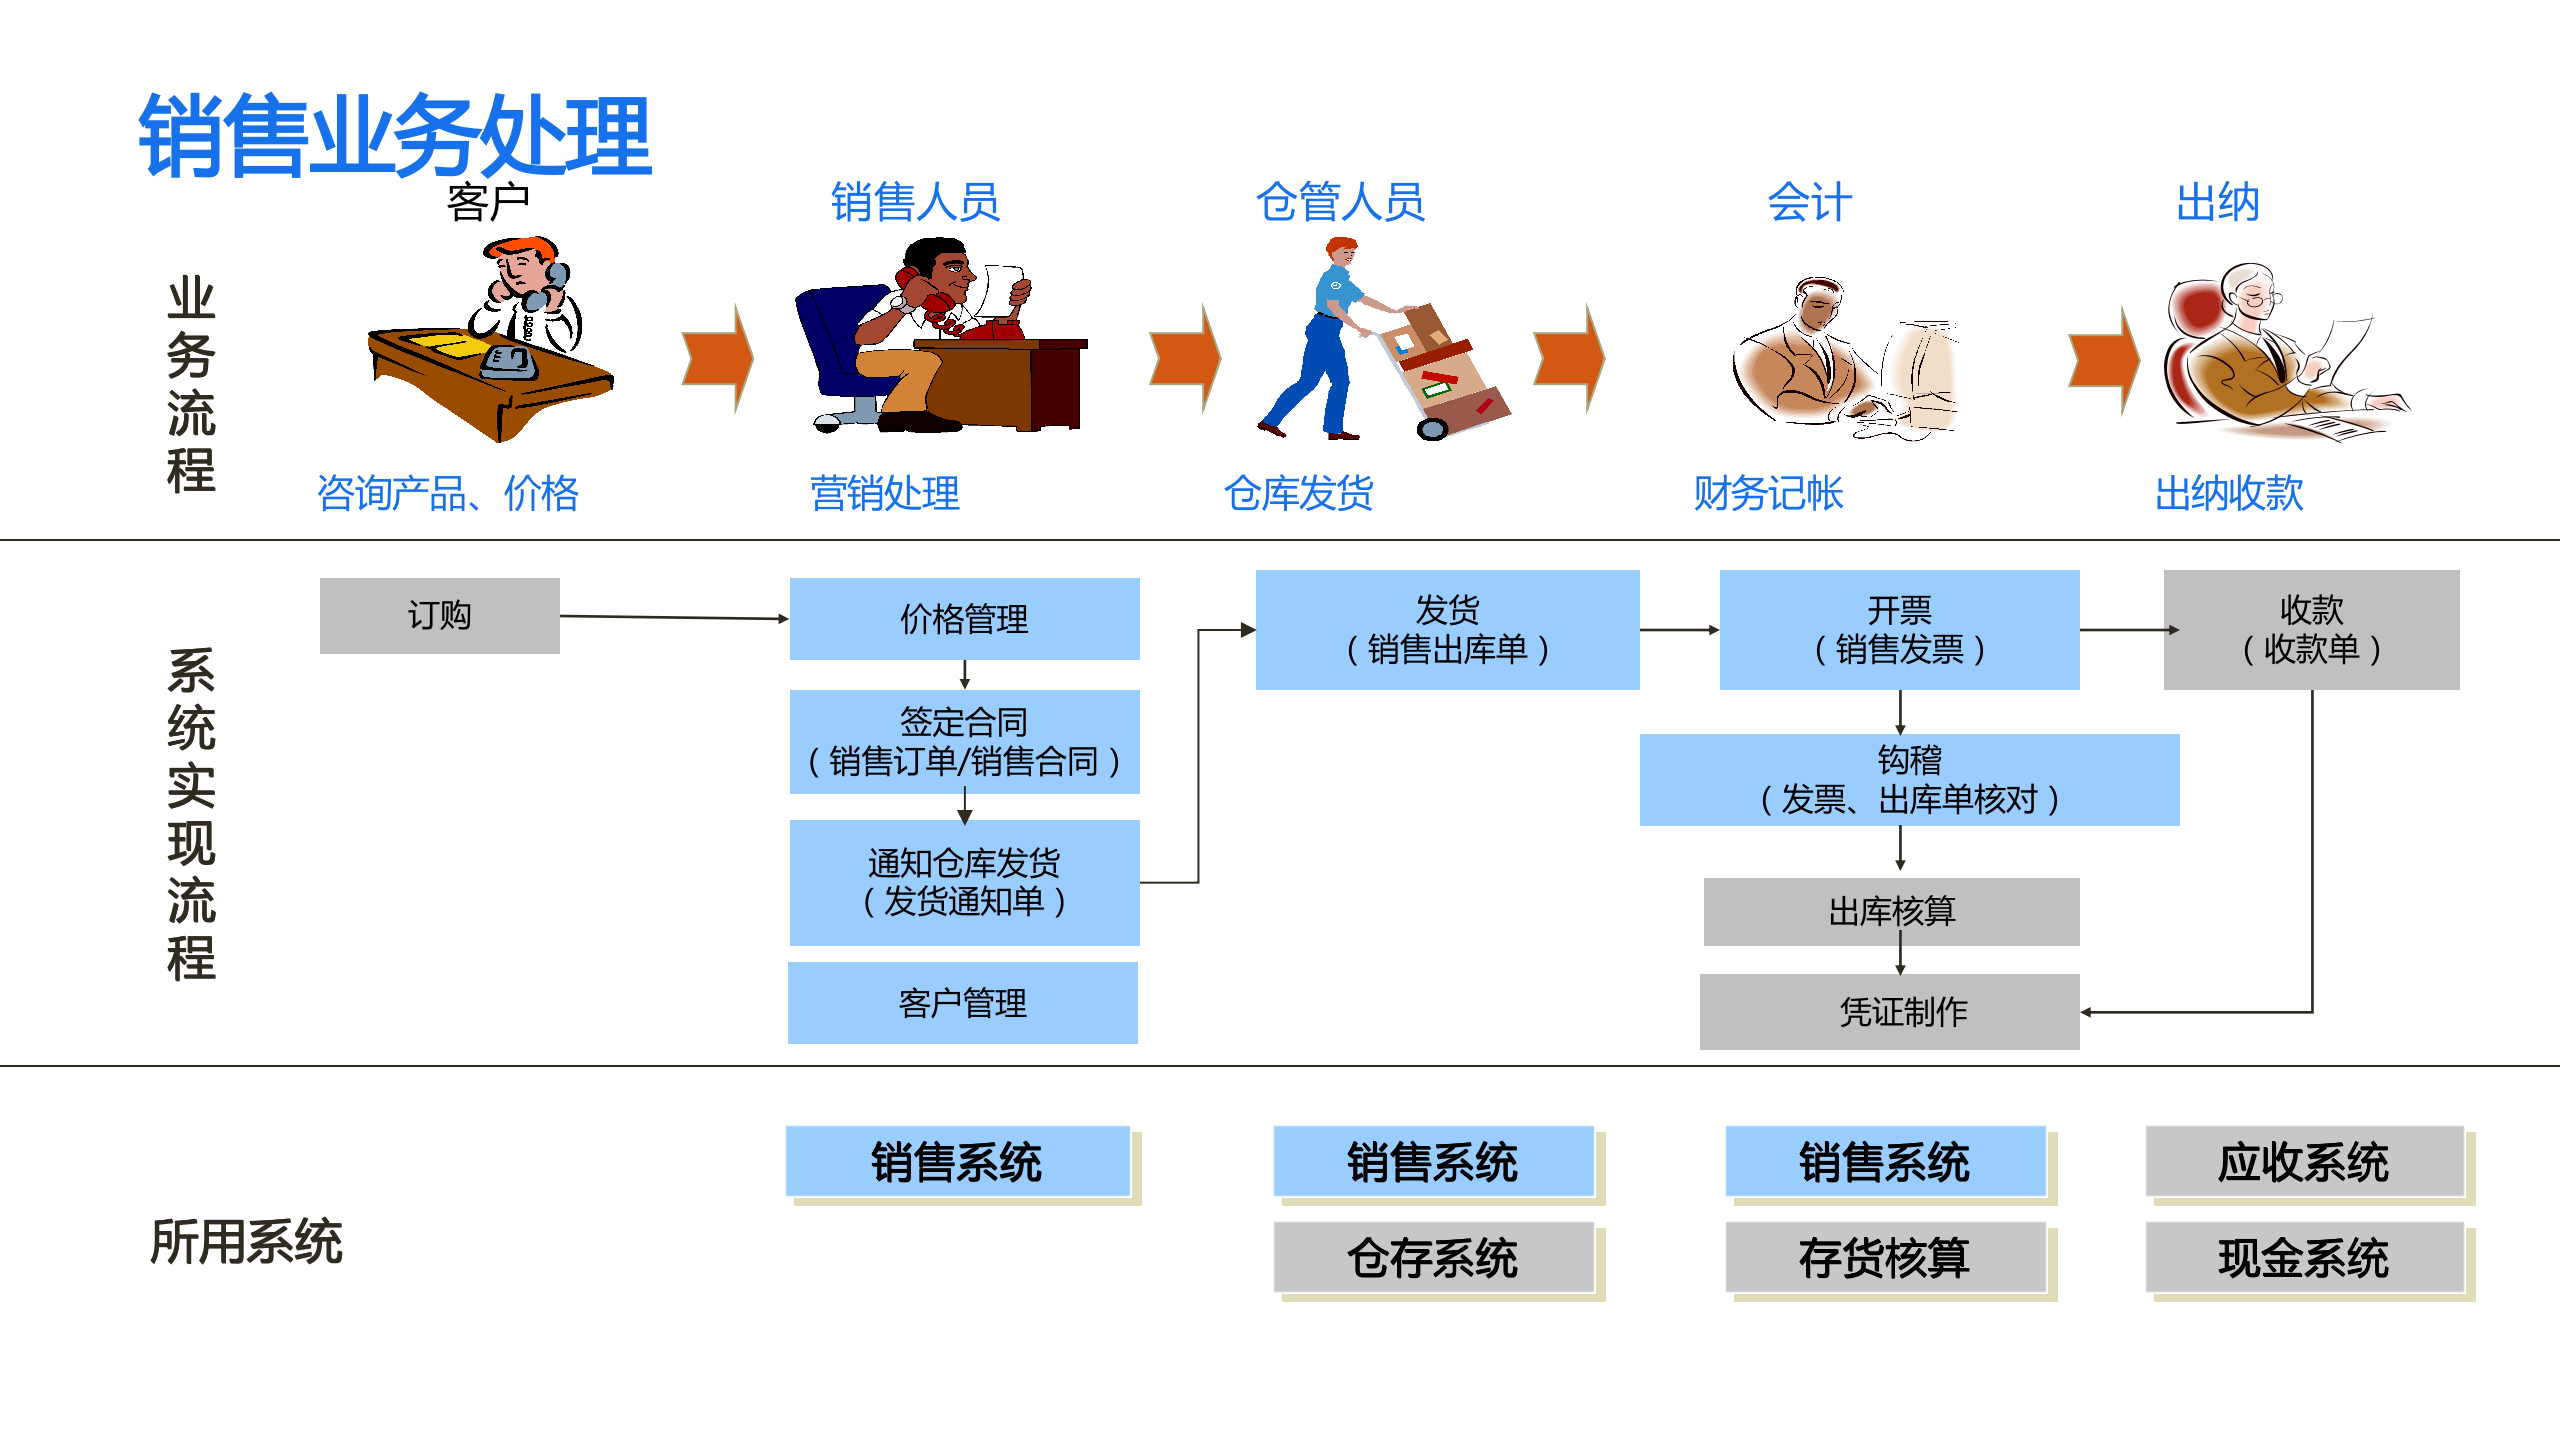 销售业务处理
客户
销售人员
仓管人员
会计
出纳
业
务
流
程
咨询产品、价格
营销处理
仓库发货
财务记帐
出纳收款
系
统
实
现
流
程
订购
价格管理
签定合同
（销售订单/销售合同）
通知仓库发货
（发货通知单）
客户管理
发货
（销售出库单）
开票
（销售发票）
收款
（收款单）
钩稽
（发票、出库单核对）
出库核算
凭证制作
所用系统
销售系统
销售系统
仓存系统
销售系统
存货核算
应收系统
现金系统